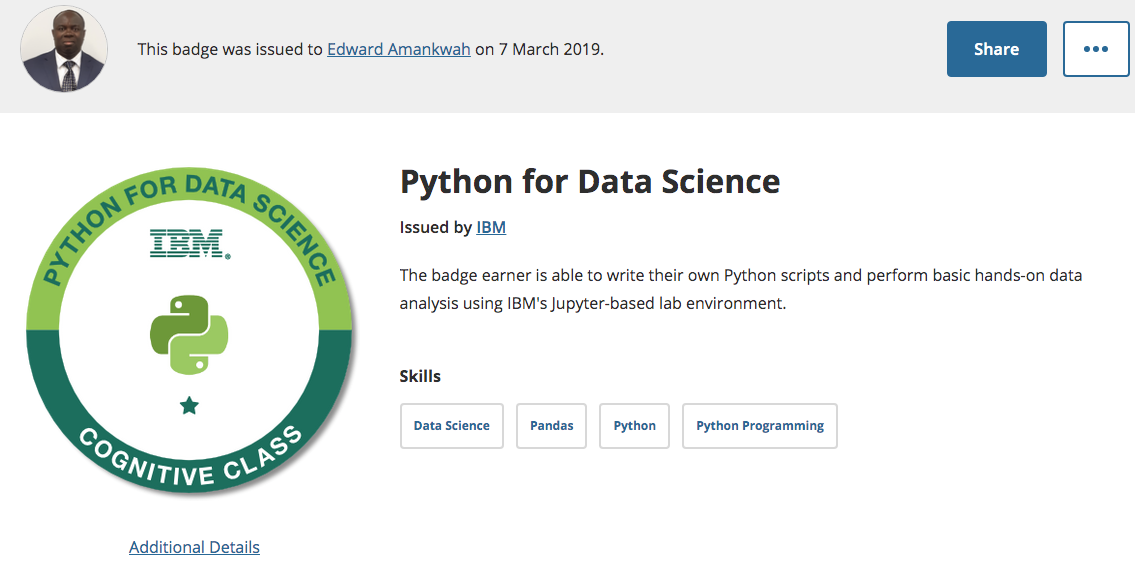 This badge was issued to Edward Amankwah on 7 March 2019.
Share
•••
PYTHON FOR DATA SCIENCE
IBM®
COGNITIVE CLASS
Additional Details
Python for Data Science
Issued by IBM
The badge earner is able to write their own Python scripts and perform basic hands-on data
analysis using IBM's Jupyter-based lab environment.
Skills
Data Science
Pandas
Python
Python Programming